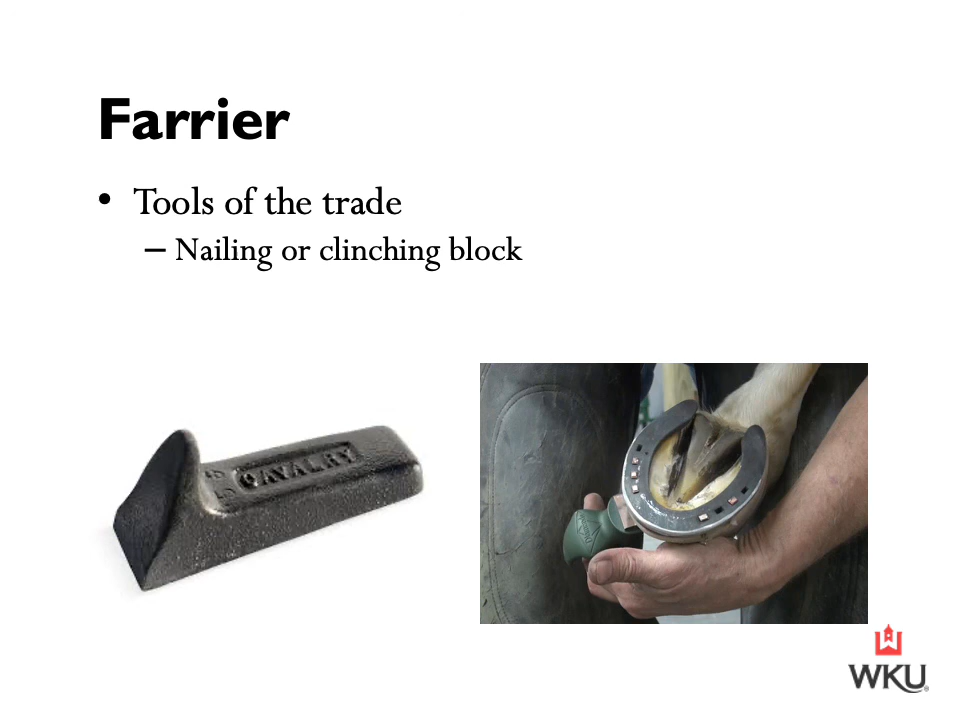 Farrier
• Tools of the trade
– Nailing or clinching block
CAVALRY
WKU®